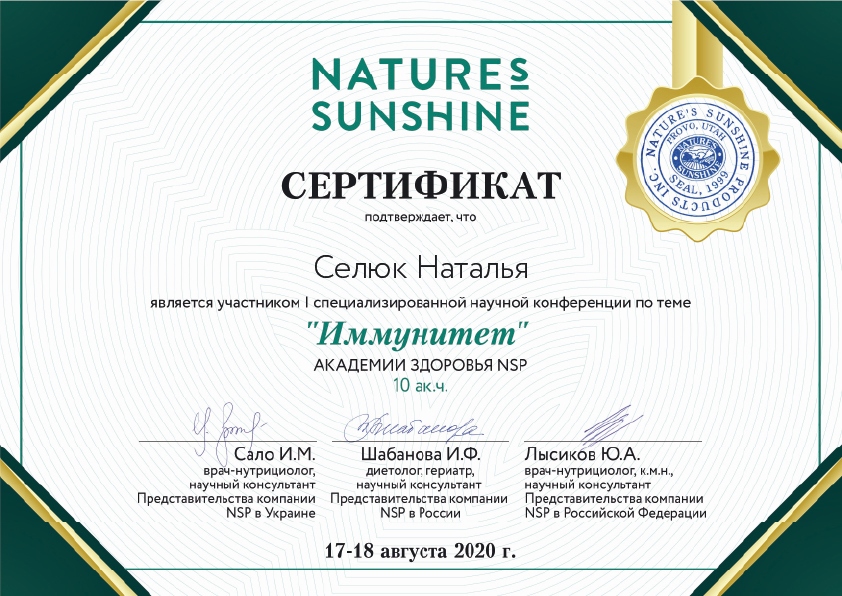 NATURES
SUNSHINE
NATURE'S SUNSHINE PRODUCTS INC.
PROVO, UTAH
NATURE'S
SUNSHINE
SEAL, 1999
СЕРТИФИКАТ
подтверждает, что
Селюк Наталья
является участником I специализированной научной конференции по теме
"Иммунитет"
АКАДЕМИИ ЗДОРОВЬЯ NSP
10 ак.ч.
Сало И.М.
врач-нутрициолог,
научный консультант
Представительства компании
NSP в Украине
Шабанова И.Ф.
диетолог, гериатр,
научный консультант
Представительства компании
NSP в России
Лысиков Ю.А.
врач-нутрициолог, к.м.н.,
научный консультант
Представительства компании
NSP в Российской Федерации
17-18 августа 2020 г.